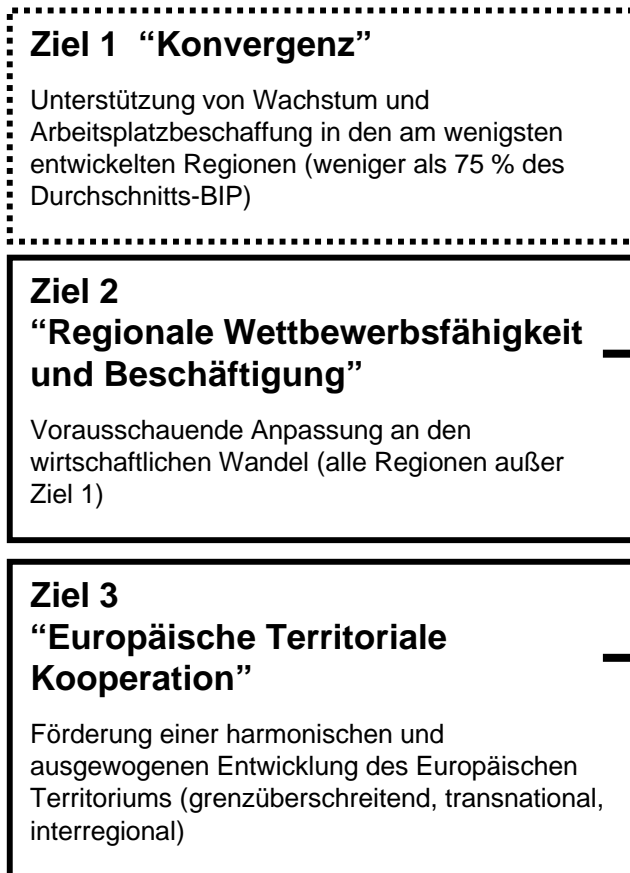 Ziel 1 “Konvergenz”
Unterstützung von Wachstum und
Arbeitsplatzbeschaffung in den am wenigsten
entwickelten Regionen (weniger als 75 % des
Durchschnitts-BIP)
Ziel 2
“Regionale Wettbewerbsfähigkeit
und Beschäftigung”
Vorausschauende Anpassung an den
wirtschaftlichen Wandel (alle Regionen außer
Ziel 1)
Ziel 3
“Europäische Territoriale
Kooperation”
Förderung einer harmonischen und
ausgewogenen Entwicklung des Europäischen
Territoriums (grenzüberschreitend, transnational,
interregional)